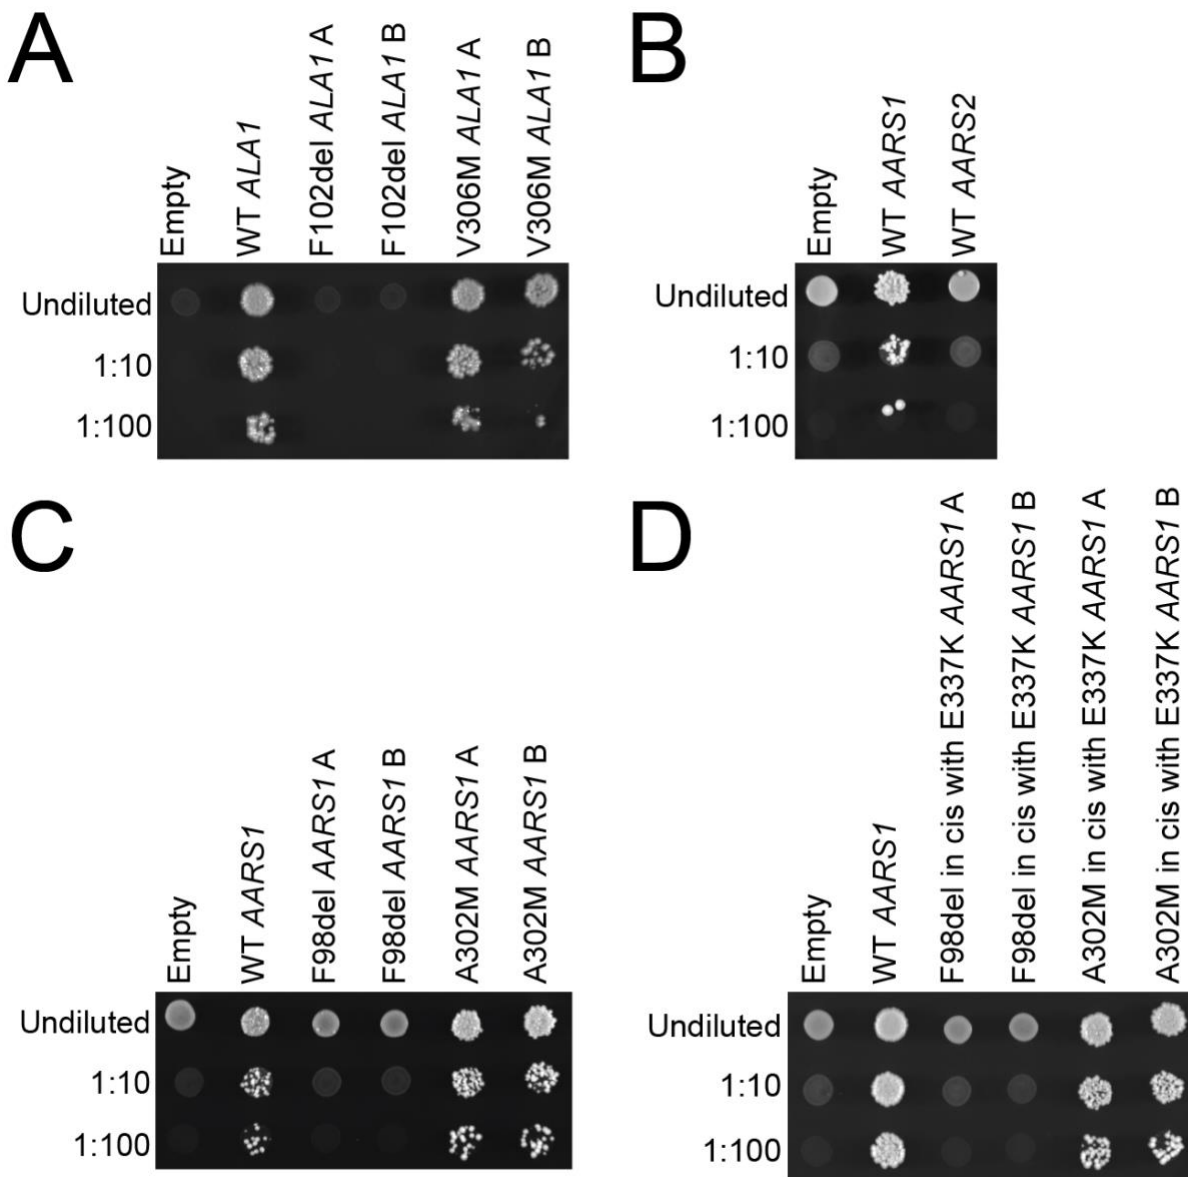 A
Empty
WT ALA1
F102del ALA1 A
F102del ALA1 B
V306M ALA1 A
V306M ALA1 B
Undiluted
1:10
1:100
B
Empty
WT AARS1
WT AARS2
Undiluted
1:10
1:100
C
Empty
WT AARS1
F98del AARS1 A
F98del AARS1 B
A302M AARS1 A
A302M AARS1 B
Undiluted
1:10
1:100
D
Empty
WT AARS1
F98del in cis with E337K AARS1 A
F98del in cis with E337K AARS1 B
A302M in cis with E337K AARS1 A
A302M in cis with E337K AARS1 B
Undiluted
1:10
1:100